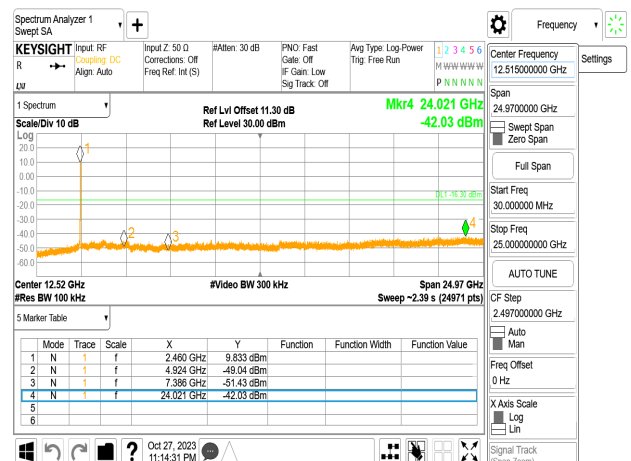 Spectrum Analyzer 1
Swept SA
Frequency
KEYSIGHT
R
Input: RF
Coupling: DC
Align: Auto
Input Z: 50 Ω
Corrections: Off
Freq Ref: Int (S)
#Atten: 30 dB
PNO: Fast
Gate: Off
IF Gain: Low
Sig Track: Off
Avg Type: Log-Power
Trig: Free Run
1 2 3 4 5 6
M W W W W W
P N N N N N
LXI
1 Spectrum
Scale/Div 10 dB
Ref Lvl Offset 11.30 dB
Ref Level 30.00 dBm
Mkr4 24.021 GHz
-42.03 dBm
Log
20.0
10.0
0.00
-10.0
-20.0
-30.0
-40.0
-50.0
-60.0
1
2
3
4
DL1 -16.30 dBm
Center 12.52 GHz
#Res BW 100 kHz
#Video BW 300 kHz
Span 24.97 GHz
Sweep ~2.39 s (24971 pts)
5 Marker Table
Mode Trace Scale X Y Function Function Width Function Value
1 N 1 f 2.460 GHz 9.833 dBm
2 N 1 f 4.924 GHz -49.04 dBm
3 N 1 f 7.386 GHz -51.43 dBm
4 N 1 f 24.021 GHz -42.03 dBm
5
6
?
Oct 27, 2023
11:14:31 PM
Center Frequency
12.515000000 GHz
Settings
Span
24.9700000 GHz
Swept Span
Zero Span
Full Span
Start Freq
30.000000 MHz
Stop Freq
25.000000000 GHz
AUTO TUNE
CF Step
2.497000000 GHz
Auto
Man
Freq Offset
0 Hz
X Axis Scale
Log
Lin
Signal Track
(Span Zoom)